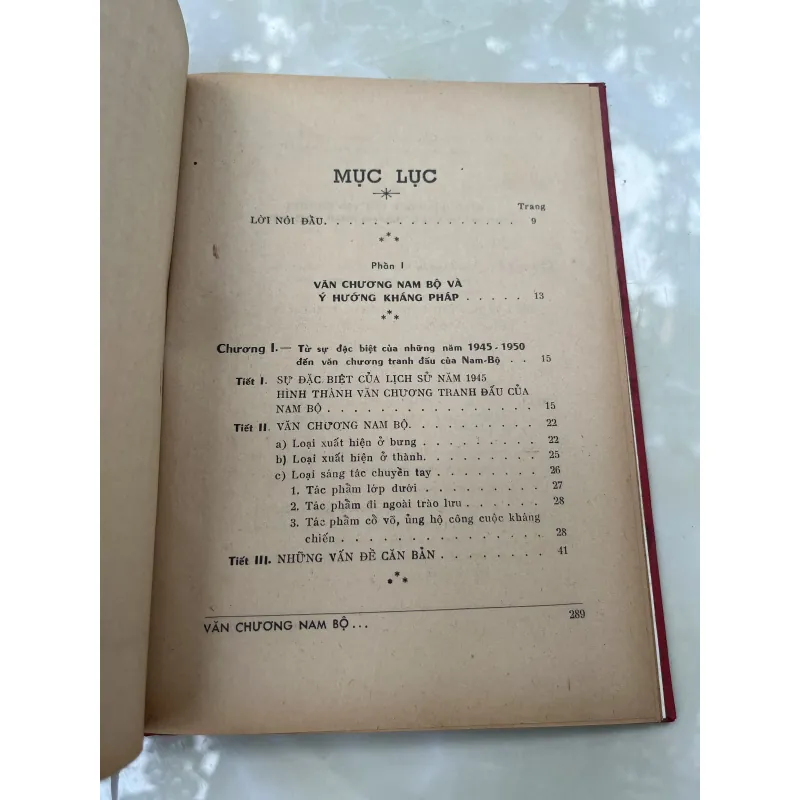 MỤC LỤC
Trang
LỜI NÓI ĐẦU. . . . . . . . . . . . . . . . 9
***
Phần I
VĂN CHƯƠNG NAM BỘ VÀ
Ý HƯỚNG KHÁNG PHÁP . . . . . 13
***
Chương I. — Từ sự đặc biệt của những năm 1945-1950
đến văn chương tranh đấu của Nam-Bộ . . 15
Tiết I. SỰ ĐẶC BIỆT CỦA LỊCH SỬ NĂM 1945
HÌNH THÀNH VĂN CHƯƠNG TRANH ĐẤU CỦA
NAM BỘ . . . . . . . . . . . . . . . . 15
Tiết II. VĂN CHƯƠNG NAM BỘ. . . . . . . . . . 22
a) Loại xuất hiện ở bưng . . . . . . . . . 22
b) Loại xuất hiện ở thành. . . . . . . . . 25
c) Loại sáng tác chuyền tay . . . . . . . . 26
1. Tác phẩm lớp dưới . . . . . . . . . 27
2. Tác phẩm đi ngoài trào lưu . . . . . . 28
3. Tác phẩm cỗ võ, ủng hộ công cuộc kháng
chiến . . . . . . . . . . . . . . . 28
Tiết III. NHỮNG VẤN ĐỀ CĂN BẢN . . . . . . . . 41
***
VĂN CHƯƠNG NAM BỘ... 289